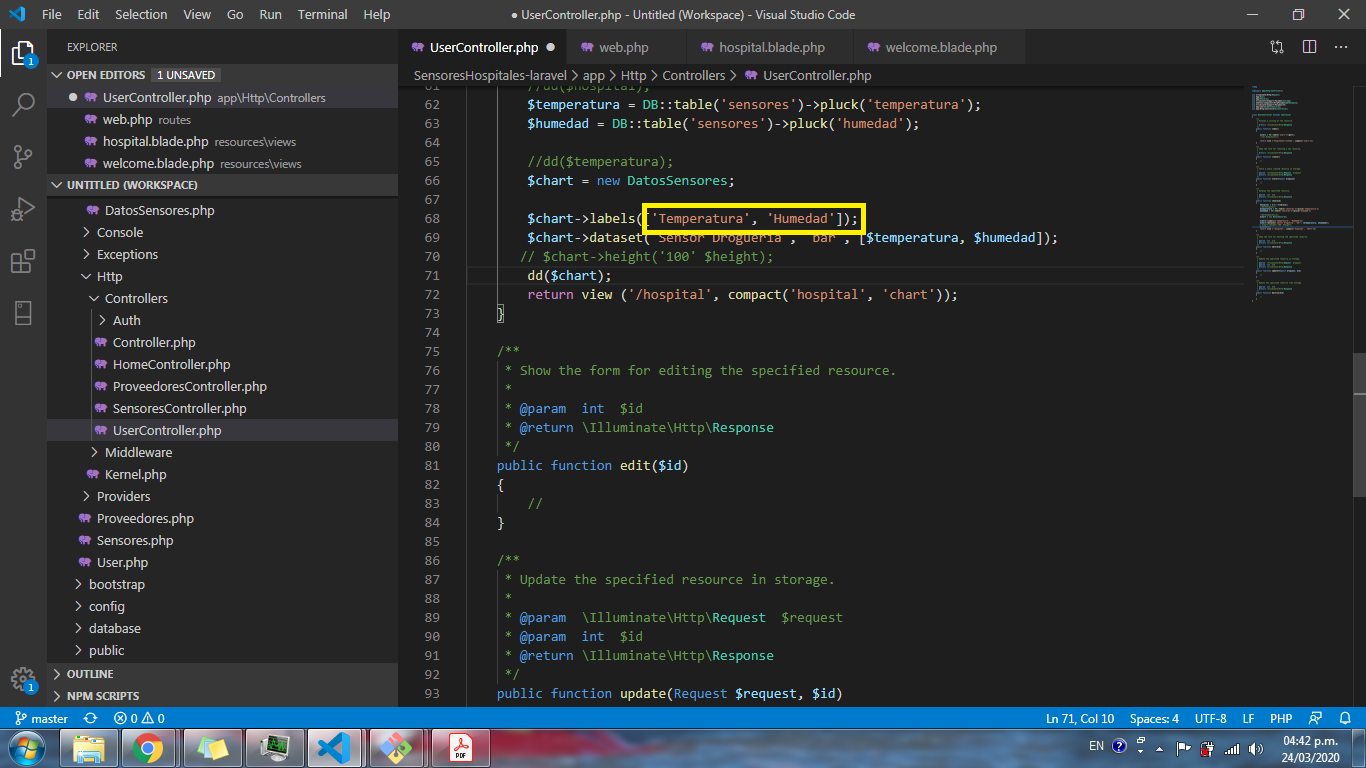 File Edit Selection View Go Run Terminal Help
● UserController.php - Untitled (Workspace) - Visual Studio Code
EXPLORER
OPEN EDITORS 1 UNSAVED
UserController.php app\Http\Controllers
web.php routes
hospital.blade.php resources\views
welcome.blade.php resources\views
UNTITLED (WORKSPACE)
DatosSensores.php
Console
Exceptions
Http
Controllers
Auth
Controller.php
HomeController.php
ProveedoresController.php
SensoresController.php
UserController.php
Middleware
Kernel.php
Providers
Proveedores.php
Sensores.php
User.php
bootstrap
config
database
public
OUTLINE
NPM SCRIPTS
1
1
UserController.php ● web.php hospital.blade.php welcome.blade.php
SensoresHospitales-laravel > app > Http > Controllers > UserController.php
61 //dd($hospital);
62 $temperatura = DB::table('sensores')->pluck('temperatura');
63 $humedad = DB::table('sensores')->pluck('humedad');
64
65 //dd($temperatura);
66 $chart = new DatosSensores;
67
68 $chart->labels(['Temperatura', 'Humedad']);
69 $chart->dataset('Sensor Drogueria', 'bar', [$temperatura, $humedad]);
70 // $chart->height('100' $height);
71 dd($chart);
72 return view ('/hospital', compact('hospital', 'chart'));
73 }
74
75 /**
76 * Show the form for editing the specified resource.
77 *
78 * @param int $id
79 * @return \Illuminate\Http\Response
80 */
81 public function edit($id)
82 {
83 //
84 }
85
86 /**
87 * Update the specified resource in storage.
88 *
89 * @param \Illuminate\Http\Request $request
90 * @param int $id
91 * @return \Illuminate\Http\Response
92 */
93 public function update(Request $request, $id)
master 0 0 Ln 71, Col 10 Spaces: 4 UTF-8 LF PHP
PDF
EN 04:42 p.m.
24/03/2020